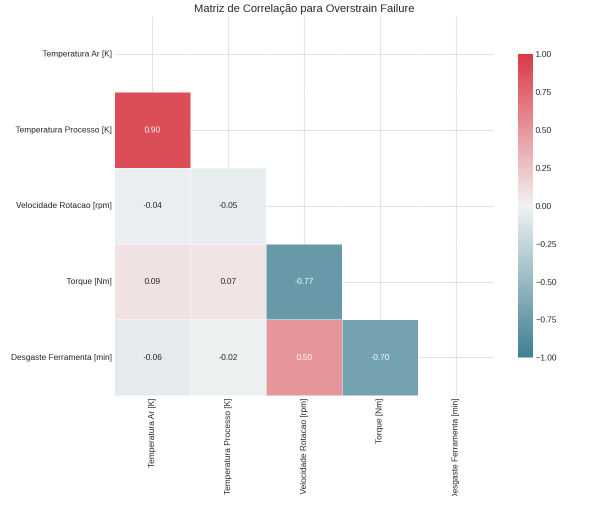 Matriz de Correlação para Overstrain Failure
Temperatura Ar [K]
Temperatura Processo [K]
0.90
Velocidade Rotacao [rpm]
-0.04 -0.05
Torque [Nm]
0.09 0.07 -0.77
Desgaste Ferramenta [min]
-0.06 -0.02 0.50 -0.70
Temperatura Ar [K]
Temperatura Processo [K]
Velocidade Rotacao [rpm]
Torque [Nm]
Desgaste Ferramenta [min]
1.00
0.75
0.50
0.25
0.00
−0.25
−0.50
−0.75
−1.00